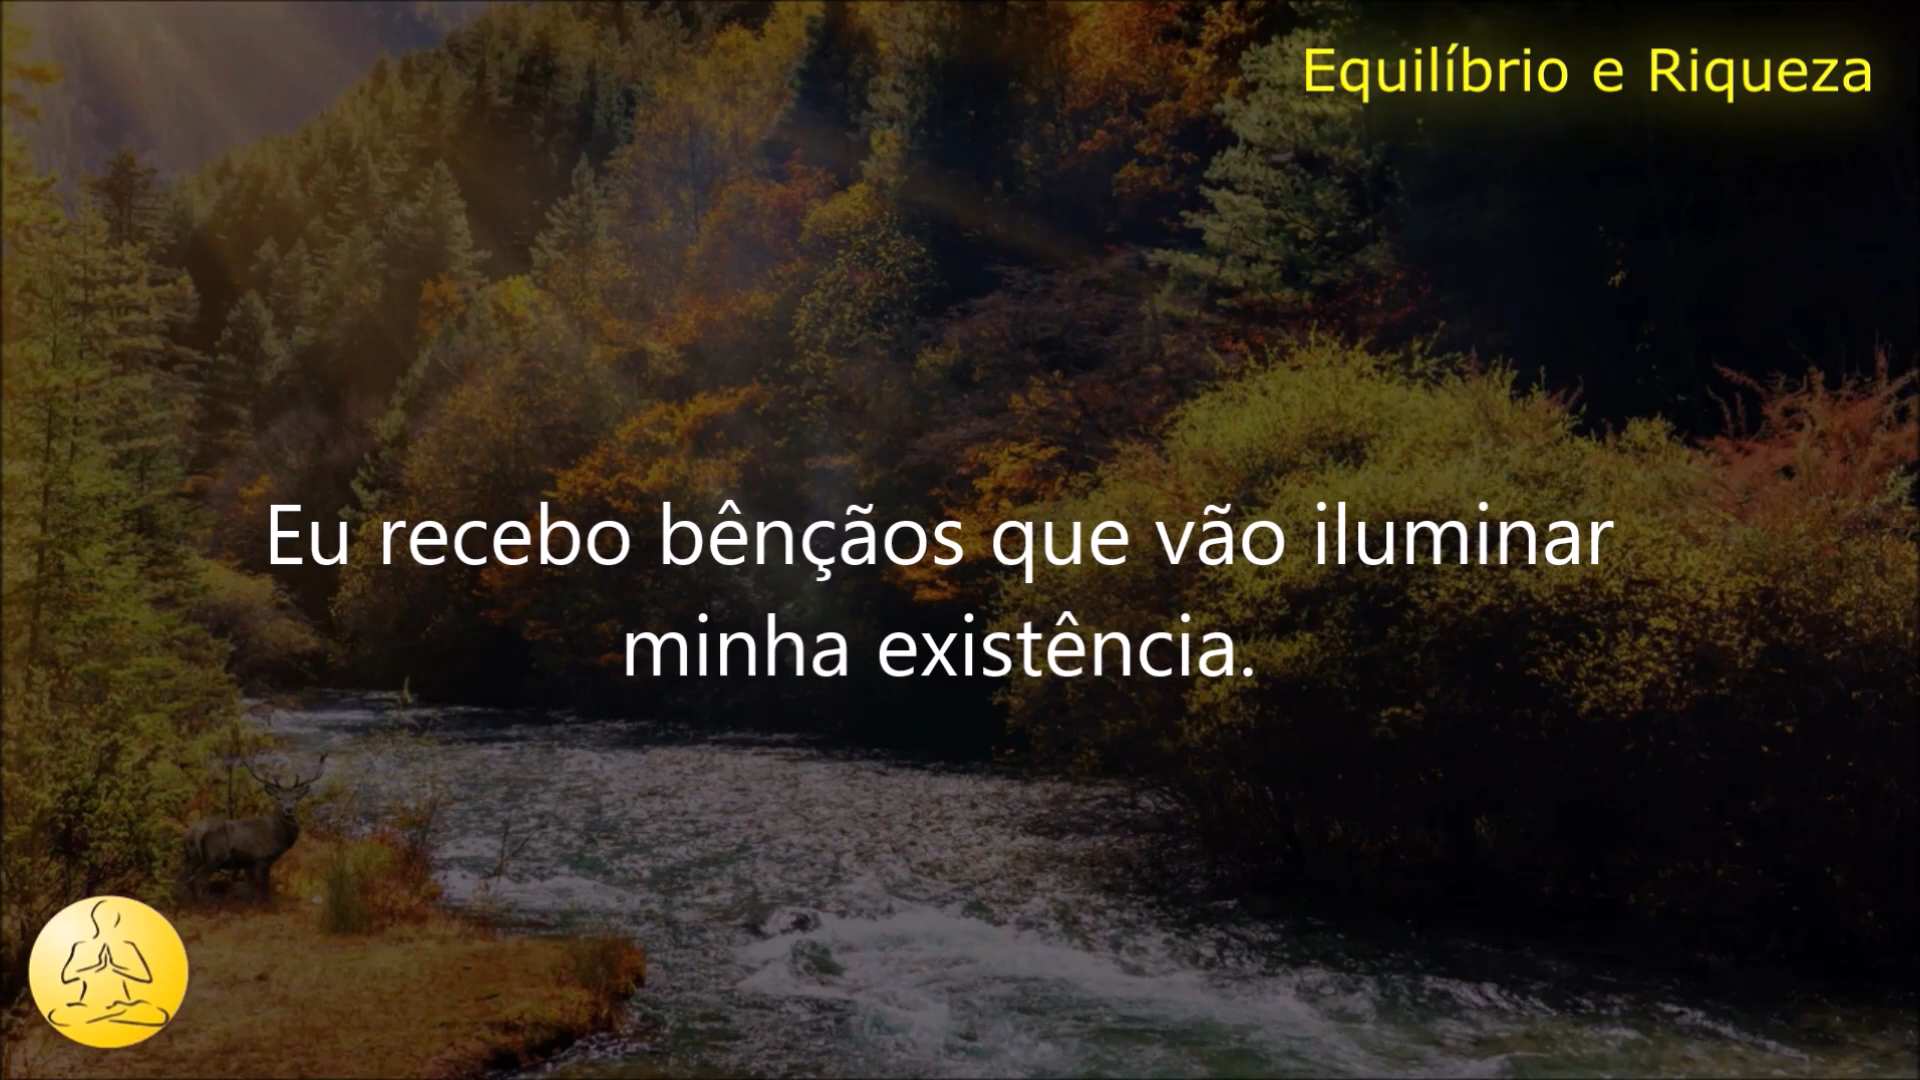 Equilíbrio e Riqueza
Eu recebo bênçãos que vão iluminar
minha existência.